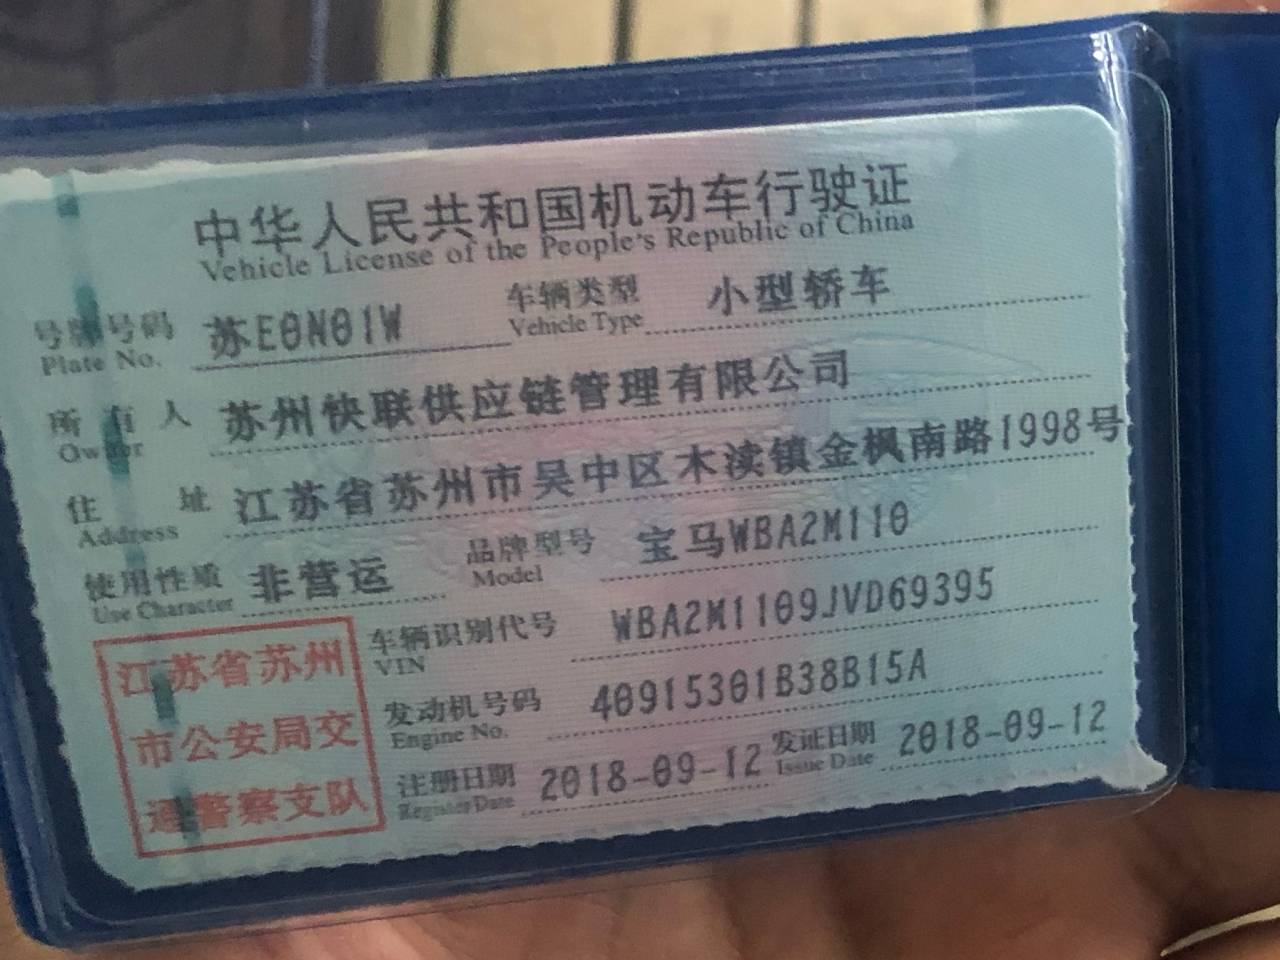 中华人民共和国机动车行驶证
Vehicle License of the People's Republic of China
号牌号码 苏E0N01W 车辆类型 小型轿车
Plate No. Vehicle Type
所有人 苏州快联供应链管理有限公司
Owner
住址 江苏省苏州市吴中区木渎镇金枫南路1998号
Address
使用性质 非营运 品牌型号 宝马WBA2M110
Use Character Model
车辆识别代号 WBA2M1109JVD69395
VIN
发动机号码 40915301B38B15A
Engine No.
注册日期 2018-09-12 发证日期 2018-09-12
Register Date Issue Date
江苏省苏州
市公安局交
通警察支队